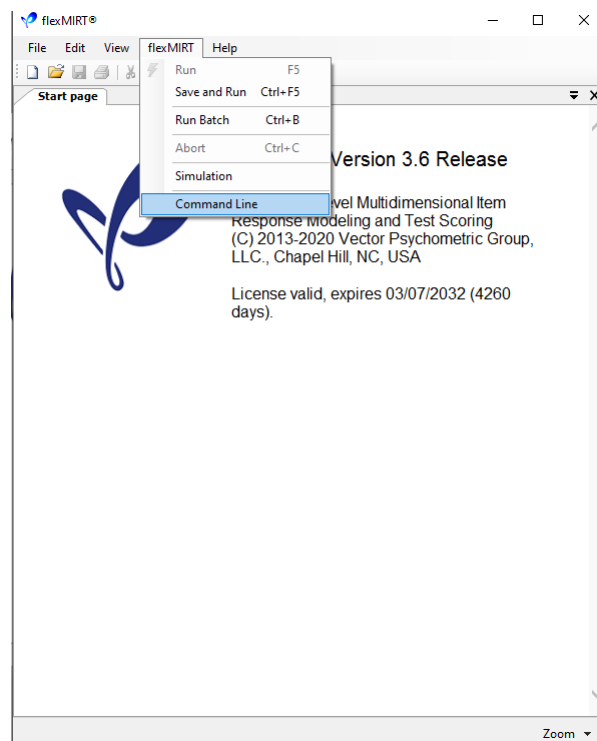 flexMIRT®
File Edit View flexMIRT Help
Run F5
Save and Run Ctrl+F5
Run Batch Ctrl+B
Abort Ctrl+C
Simulation
Command Line
Start page
Version 3.6 Release
vel Multidimensional Item
Response Modeling and Test Scoring
(C) 2013-2020 Vector Psychometric Group,
LLC., Chapel Hill, NC, USA
License valid, expires 03/07/2032 (4260
days).
Zoom